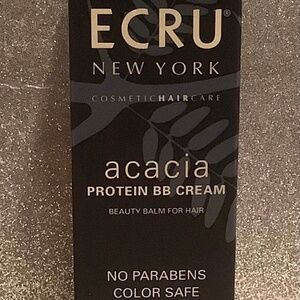 ECRU®
NEW YORK
COSMETICHAIRCARE
acacia
PROTEIN BB CREAM
BEAUTY BALM FOR HAIR
NO PARABENS
COLOR SAFE